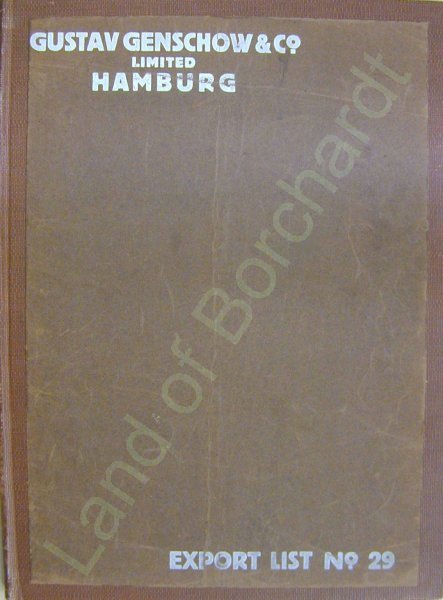 GUSTAV GENSCHOW & Cº
LIMITED
HAMBURG
Land of Borchardt
EXPORT LIST Nº 29